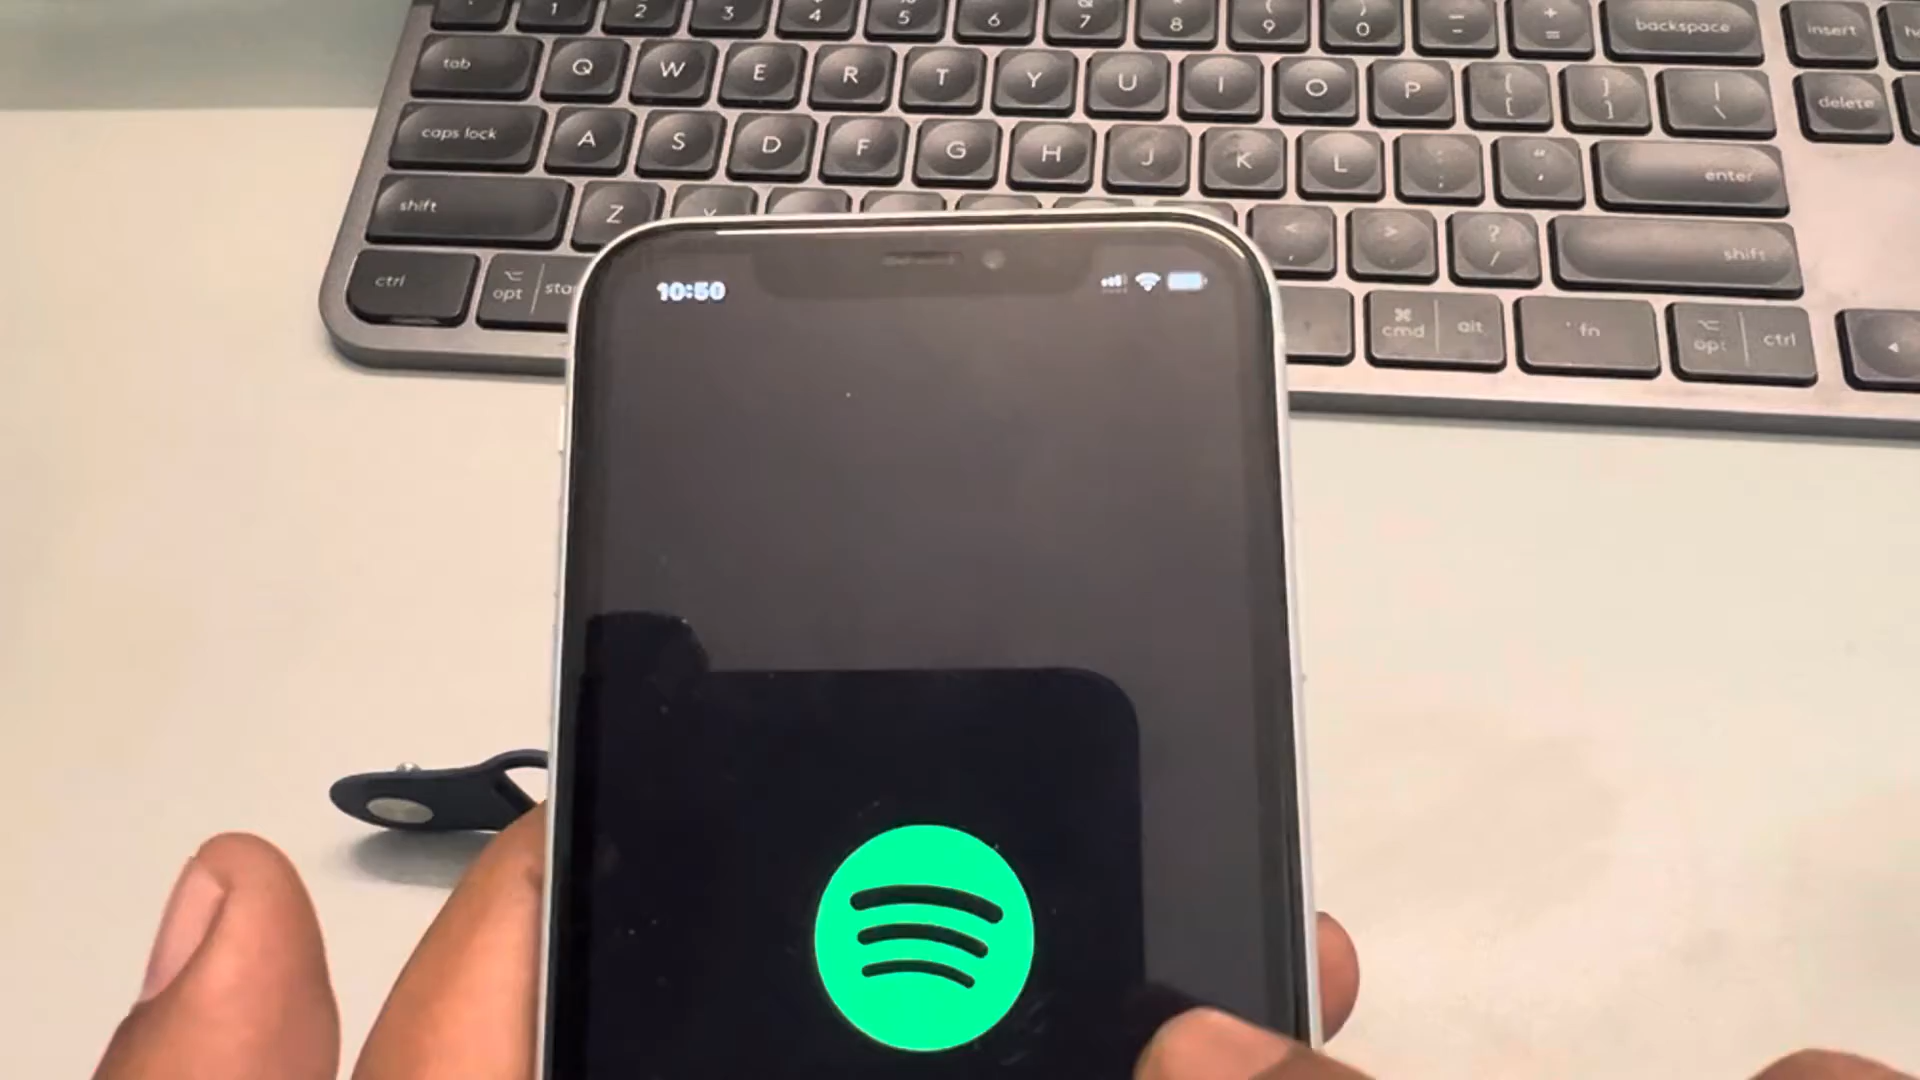 1 2 3 4 5 6 & 7 * 8 ( 9 ) 0 _ - + = backspace insert
tab Q W E R T Y U I O P { [ } ] | \ delete
caps lock A S D F G H J K L : ; " ' enter
shift Z < , > . ? / shift
ctrl opt ⌘ cmd alt fn ⌥ opt ctrl
10:50